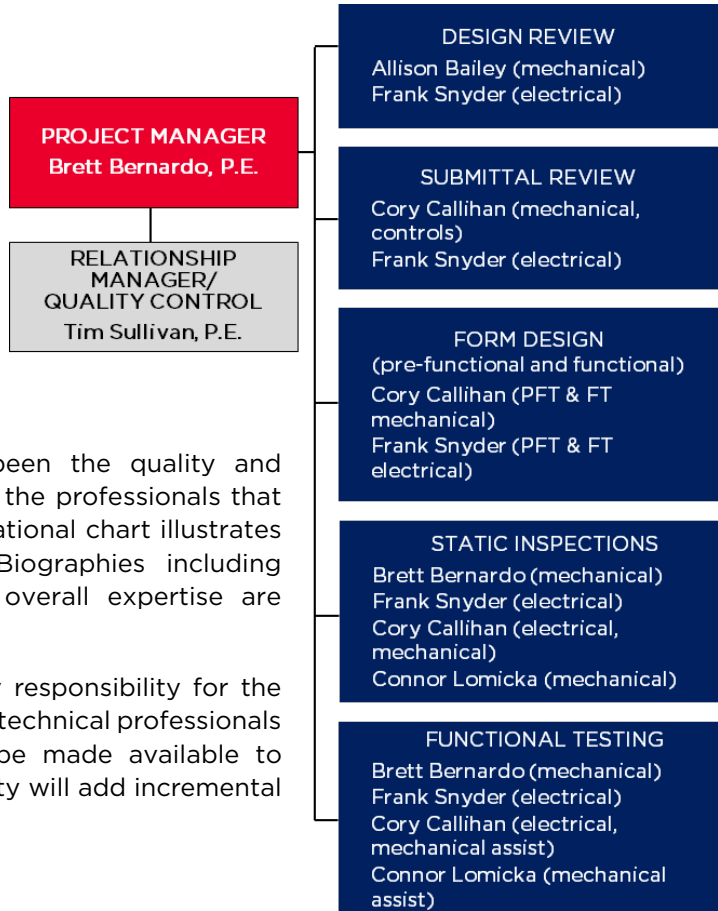 PROJECT MANAGER
Brett Bernardo, P.E.
RELATIONSHIP
MANAGER/
QUALITY CONTROL
Tim Sullivan, P.E.
DESIGN REVIEW
Allison Bailey (mechanical)
Frank Snyder (electrical)
SUBMITTAL REVIEW
Cory Callihan (mechanical,
controls)
Frank Snyder (electrical)
FORM DESIGN
(pre-functional and functional)
Cory Callihan (PFT & FT
mechanical)
Frank Snyder (PFT & FT
electrical)
STATIC INSPECTIONS
Brett Bernardo (mechanical)
Frank Snyder (electrical)
Cory Callihan (electrical,
mechanical)
Connor Lomicka (mechanical)
FUNCTIONAL TESTING
Brett Bernardo (mechanical)
Frank Snyder (electrical)
Cory Callihan (electrical,
mechanical assist)
Connor Lomicka (mechanical
assist)
been the quality and
the professionals that
ational chart illustrates
Biographies including
overall expertise are
responsibility for the
technical professionals
be made available to
ty will add incremental